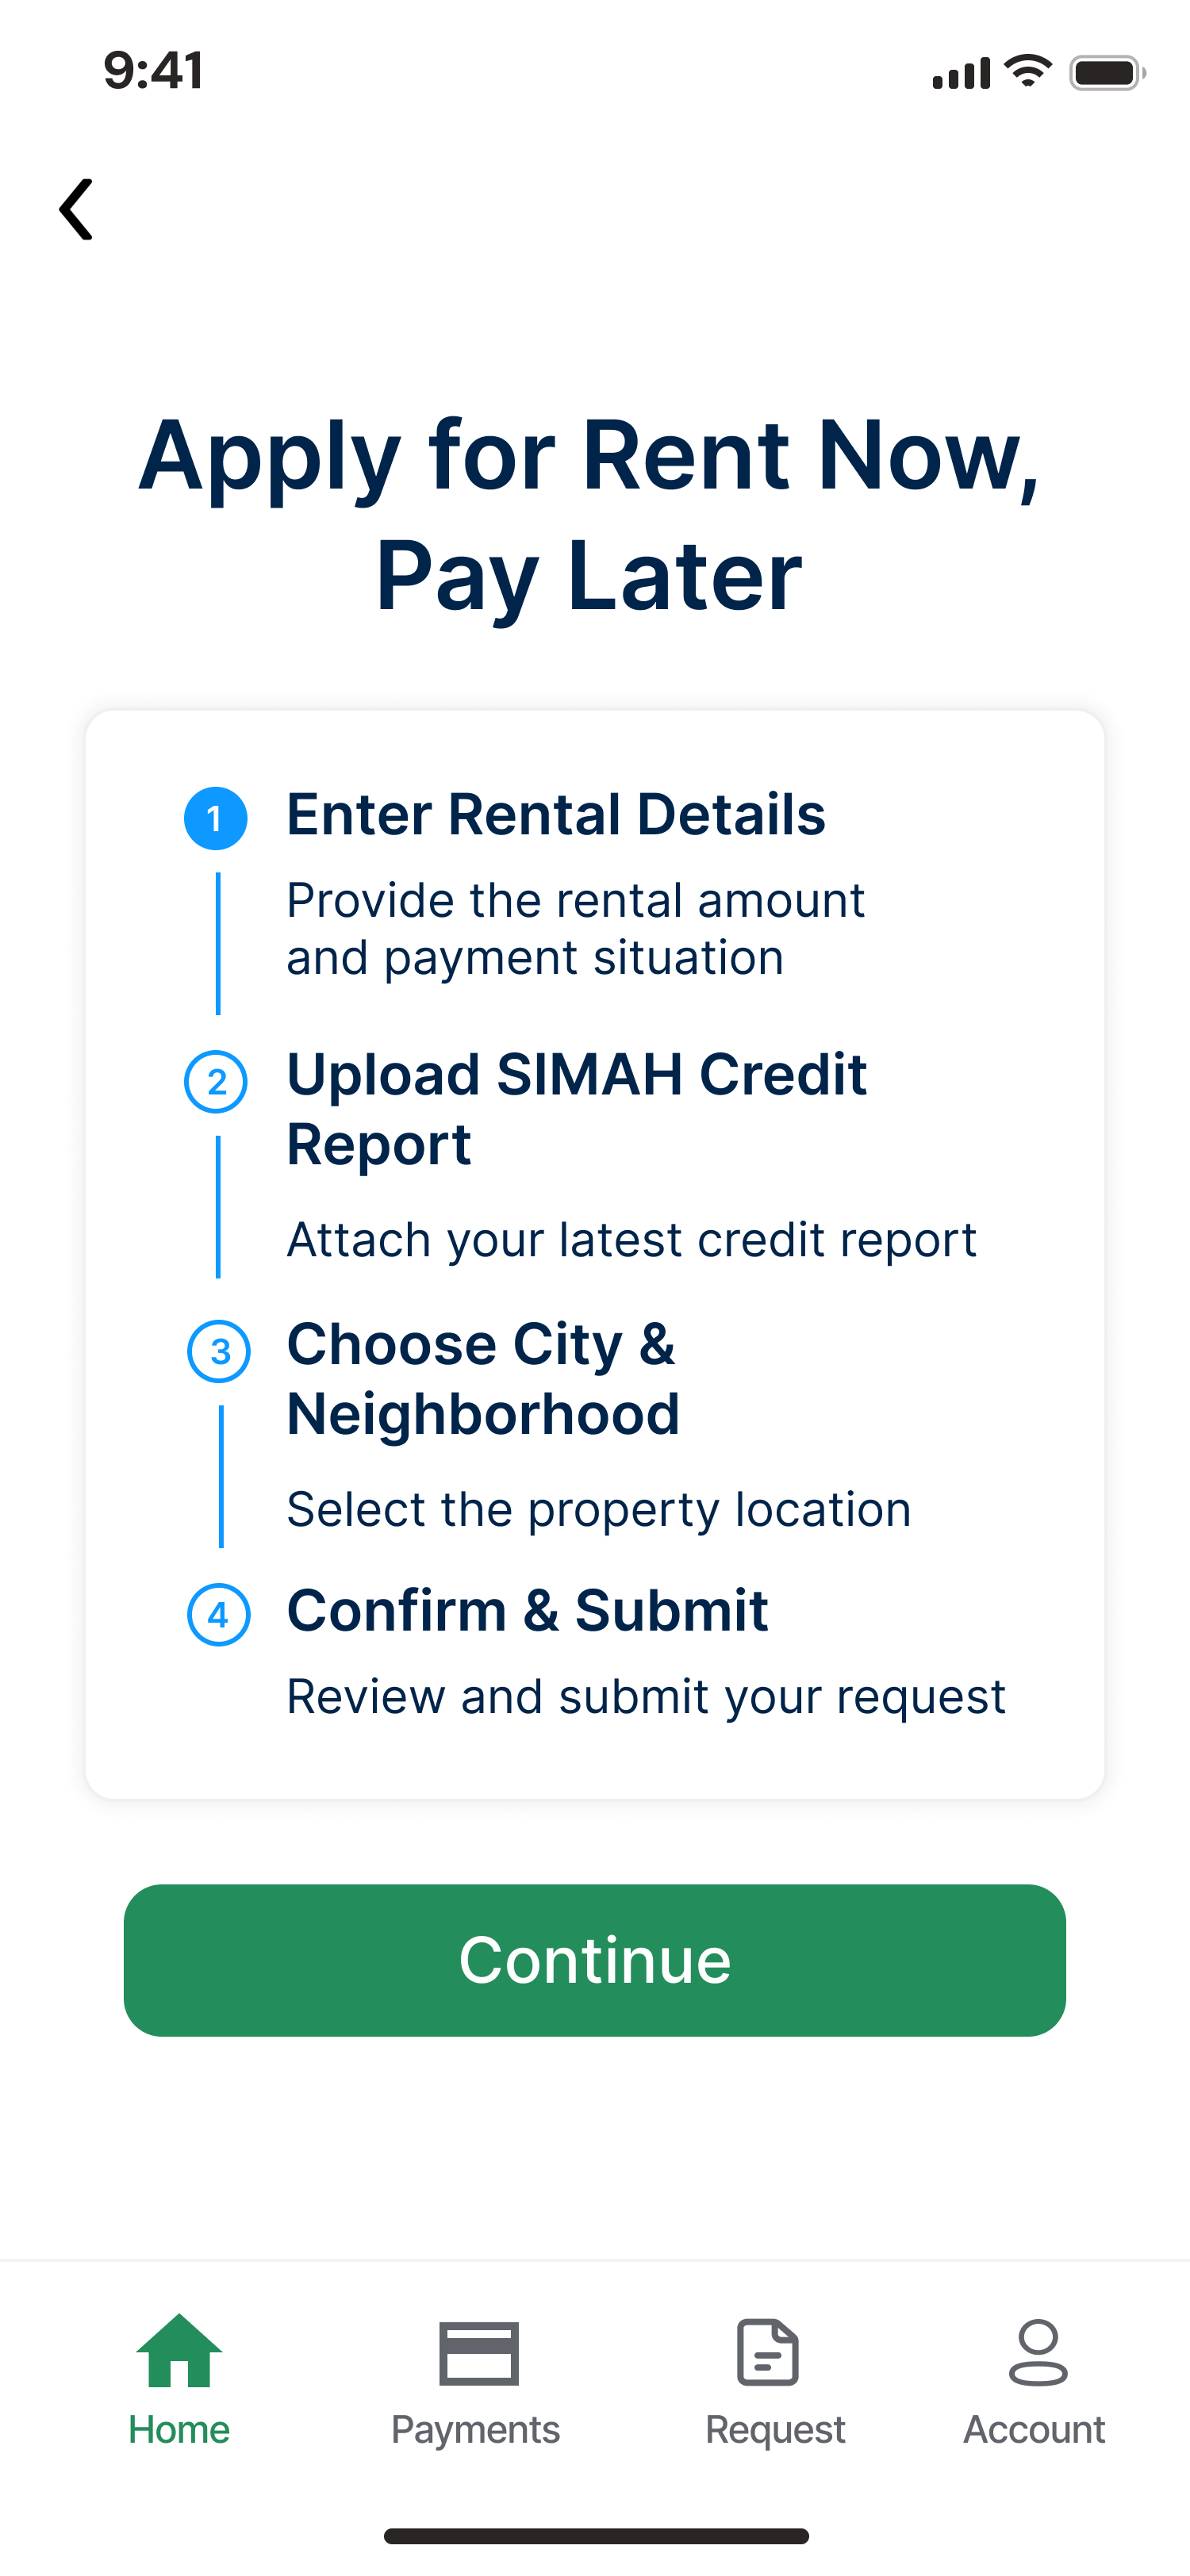 9:41
Apply for Rent Now,
Pay Later
1 Enter Rental Details
Provide the rental amount
and payment situation
2 Upload SIMAH Credit
Report
Attach your latest credit report
3 Choose City &
Neighborhood
Select the property location
4 Confirm & Submit
Review and submit your request
Continue
Home Payments Request Account